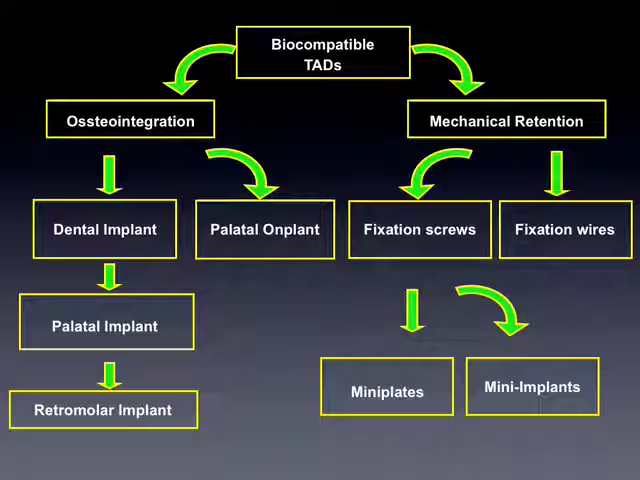 Biocompatible
TADs
Ossteointegration
Mechanical Retention
Dental Implant
Palatal Onplant
Fixation screws
Fixation wires
Palatal Implant
Miniplates
Mini-Implants
Retromolar Implant